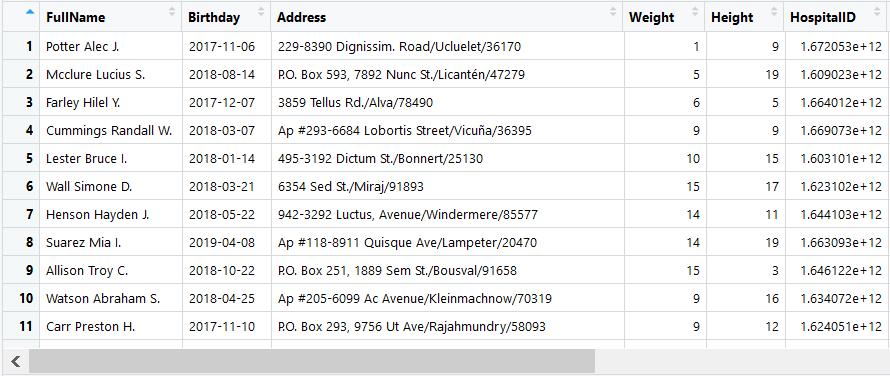 FullName Birthday Address Weight Height HospitalID
1 Potter Alec J. 2017-11-06 229-8390 Dignissim. Road/Ucluelet/36170 1 9 1.672053e+12
2 Mcclure Lucius S. 2018-08-14 P.O. Box 593, 7892 Nunc St./Licantén/47279 5 19 1.609023e+12
3 Farley Hilel Y. 2017-12-07 3859 Tellus Rd./Alva/78490 6 5 1.664012e+12
4 Cummings Randall W. 2018-03-07 Ap #293-6684 Lobortis Street/Vicuña/36395 9 9 1.669073e+12
5 Lester Bruce I. 2018-01-14 495-3192 Dictum St./Bonnert/25130 10 15 1.603101e+12
6 Wall Simone D. 2018-03-21 6354 Sed St./Miraj/91893 15 17 1.623102e+12
7 Henson Hayden J. 2018-05-22 942-3292 Luctus, Avenue/Windermere/85577 14 11 1.644103e+12
8 Suarez Mia I. 2019-04-08 Ap #118-8911 Quisque Ave/Lampeter/20470 14 19 1.663093e+12
9 Allison Troy C. 2018-10-22 P.O. Box 251, 1889 Sem St./Bousval/91658 15 3 1.646122e+12
10 Watson Abraham S. 2018-04-25 Ap #205-6099 Ac Avenue/Kleinmachnow/70319 9 16 1.634072e+12
11 Carr Preston H. 2017-11-10 P.O. Box 293, 9756 Ut Ave/Rajahmundry/58093 9 12 1.624051e+12